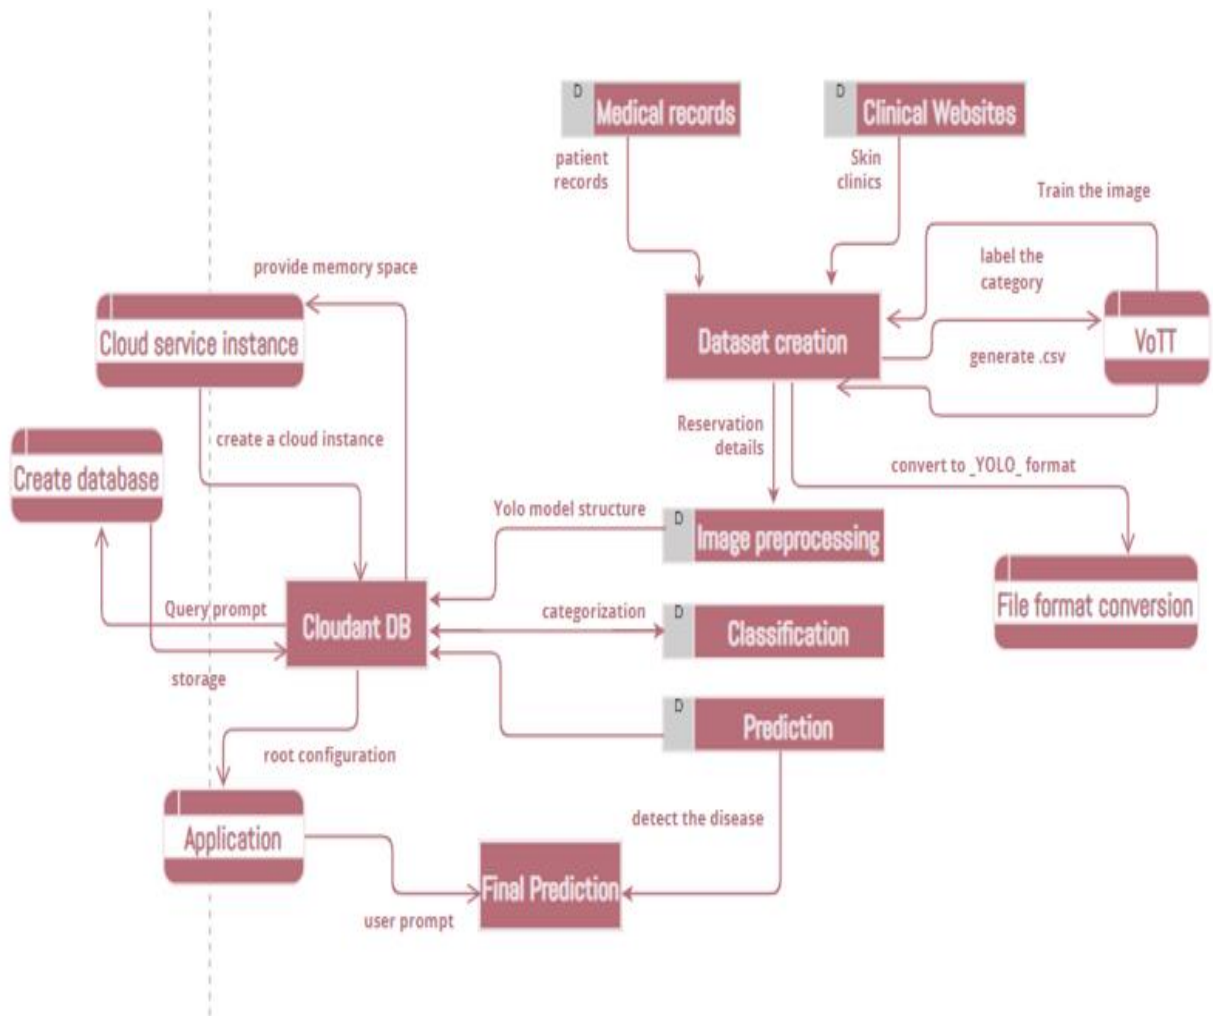 D
Medical records
D
Clinical Websites
patient
records
Skin
clinics
Train the image
label the
category
provide memory space
Cloud service instance
Dataset creation
VoTT
generate .csv
create a cloud instance
Reservation
details
convert to _YOLO_ format
Create database
Yolo model structure
D
Image preprocessing
File format conversion
Query prompt
Cloudant DB
categorization
D
Classification
storage
D
Prediction
root configuration
detect the disease
Application
Final Prediction
user prompt